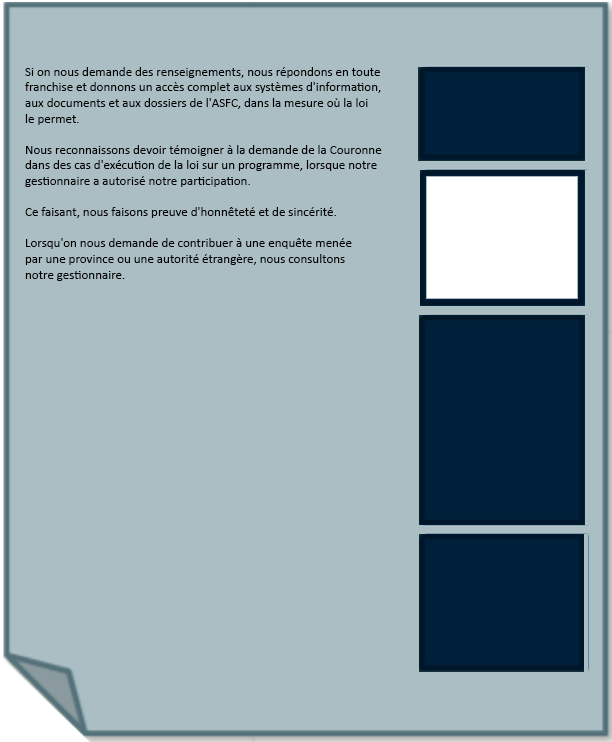 Si on nous demande des renseignements, nous répondons en toute
franchise et donnons un accès complet aux systèmes d'information,
aux documents et aux dossiers de l'ASFC, dans la mesure où la loi
le permet.
Nous reconnaissons devoir témoigner à la demande de la Couronne
dans des cas d'exécution de la loi sur un programme, lorsque notre
gestionnaire a autorisé notre participation.
Ce faisant, nous faisons preuve d'honnêteté et de sincérité.
Lorsqu'on nous demande de contribuer à une enquête menée
par une province ou une autorité étrangère, nous consultons
notre gestionnaire.